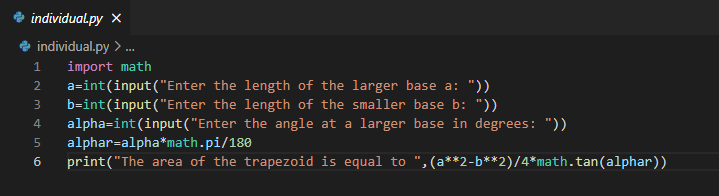 individual.py ×
individual.py > ...
1 import math
2 a=int(input("Enter the length of the larger base a: "))
3 b=int(input("Enter the length of the smaller base b: "))
4 alpha=int(input("Enter the angle at a larger base in degrees: "))
5 alphar=alpha*math.pi/180
6 print("The area of the trapezoid is equal to ",(a**2-b**2)/4*math.tan(alphar))